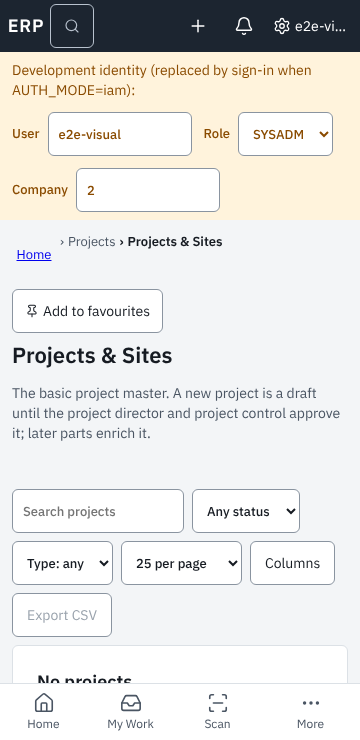 ERP e2e-vi...
Development identity (replaced by sign-in when
AUTH_MODE=iam):
User e2e-visual Role SYSADM
Company 2
Home › Projects › Projects & Sites
Add to favourites
Projects & Sites
The basic project master. A new project is a draft
until the project director and project control approve
it; later parts enrich it.
Search projects Any status
Type: any 25 per page Columns
Export CSV
No projects
Home My Work Scan More